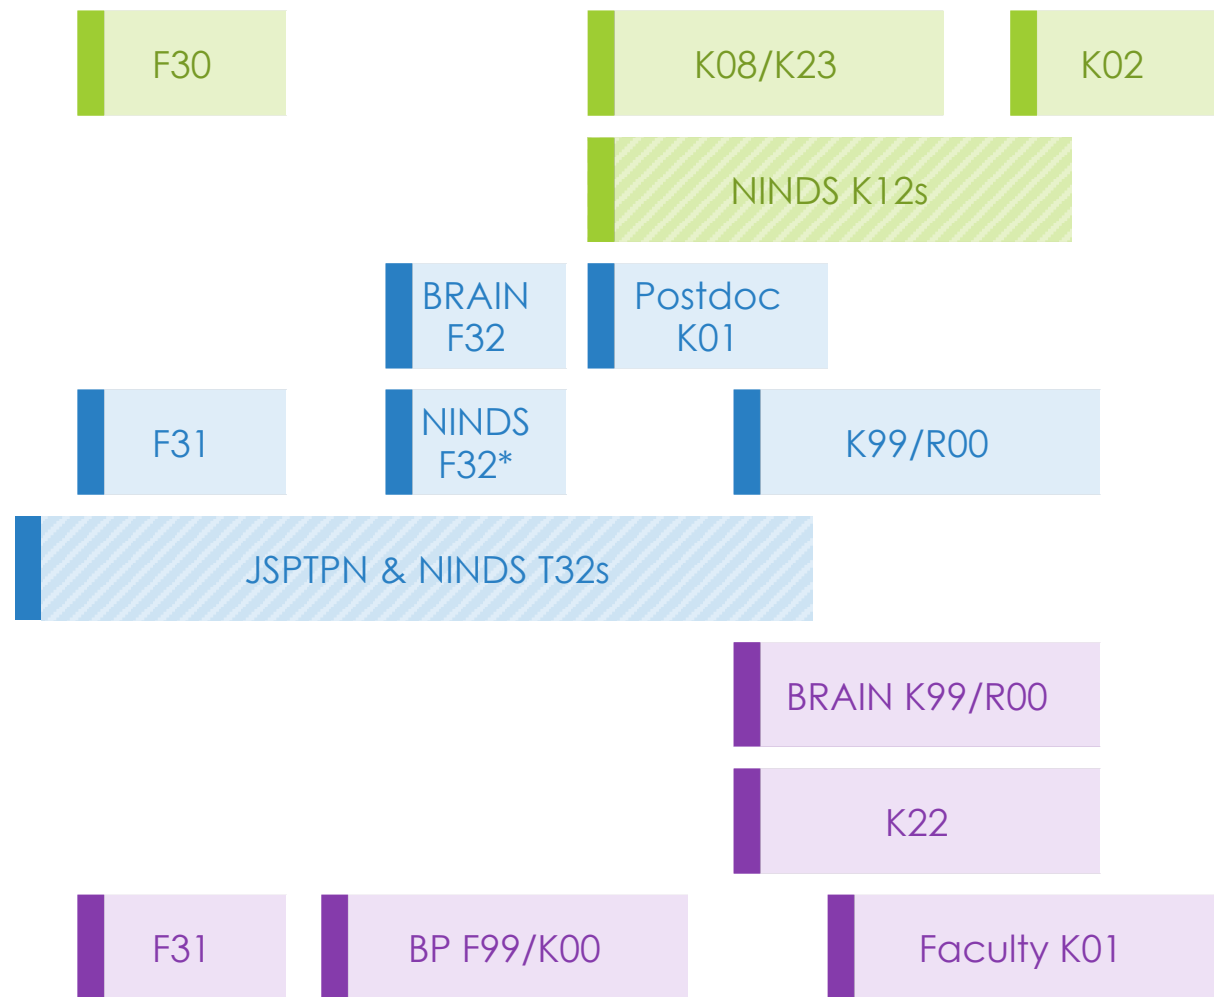 F30
K08/K23
K02
NINDS K12s
BRAIN
F32
Postdoc
K01
F31
NINDS
F32*
K99/R00
JSPTPN & NINDS T32s
BRAIN K99/R00
K22
F31
BP F99/K00
Faculty K01